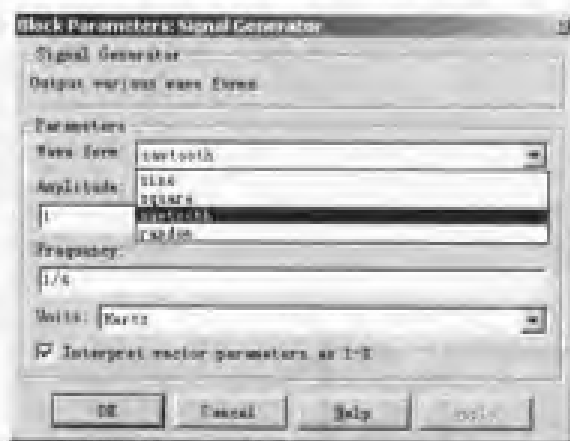 Block Parameters: Signal Generator
Signal Generator
Output various wave forms
Parameters
Wave form: sawtooth
Amplitude:
sine
square
sawtooth
random
1
Frequency:
1/4
Units: Hertz
Interpret vector parameters as 1-D
OK
Cancel
Help
Apply